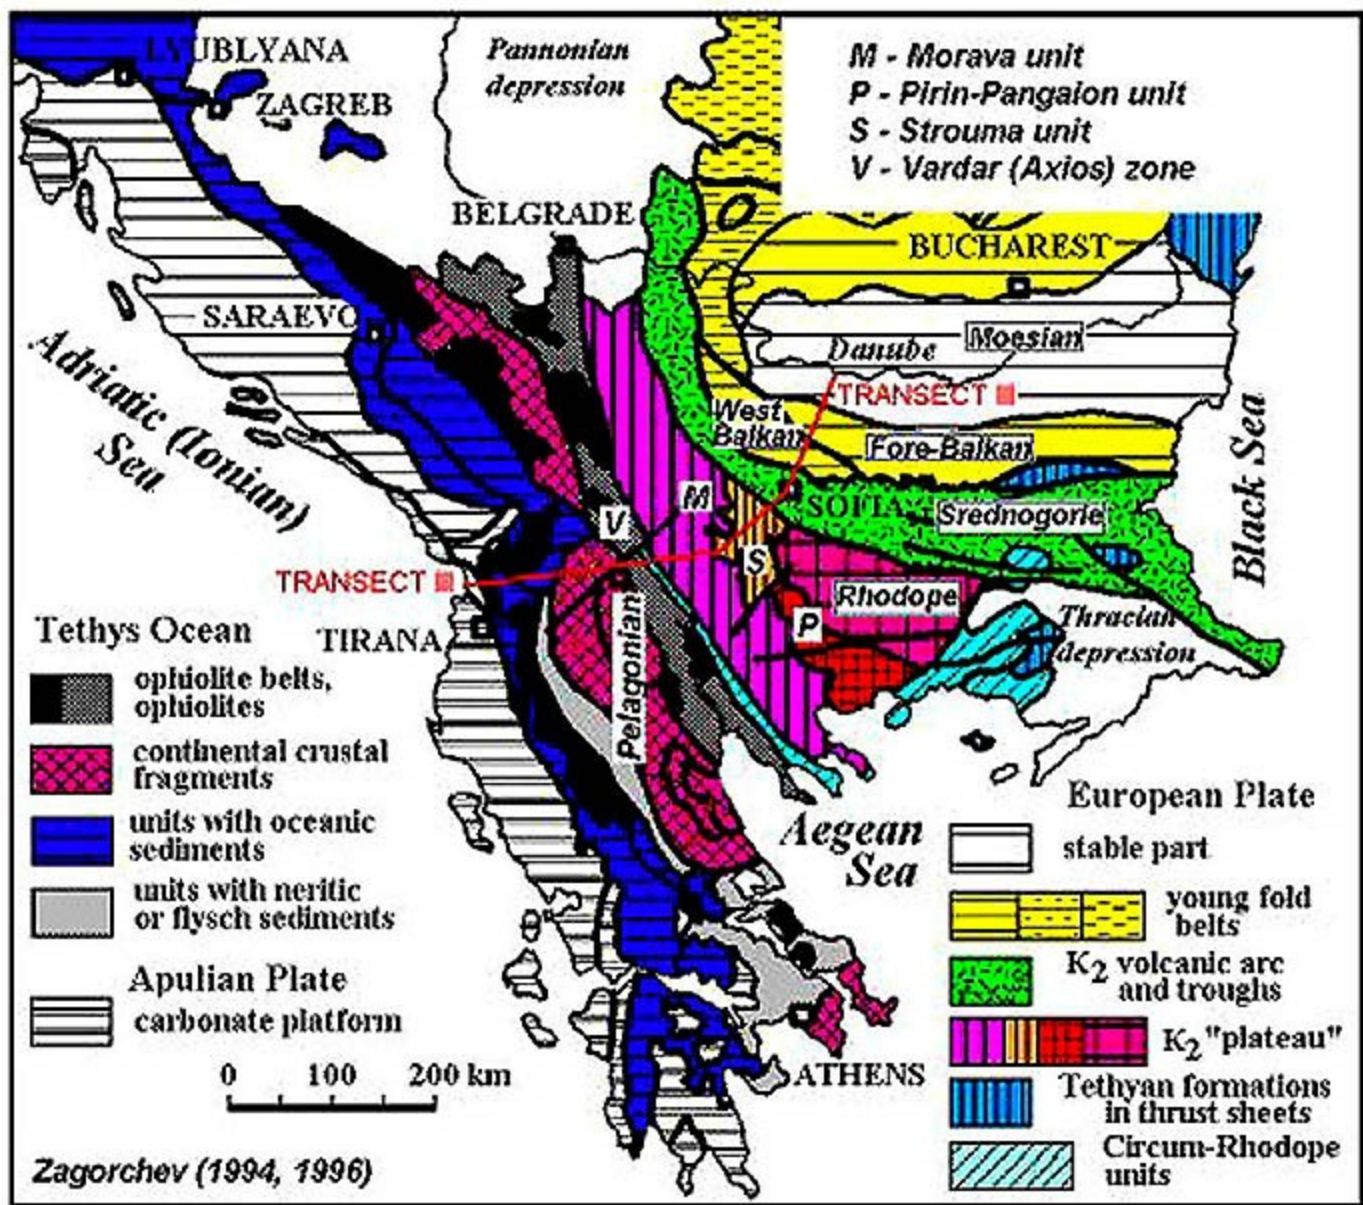 LYUBLYANA
ZAGREB
Pannonian
depression
M - Morava unit
P - Pirin-Pangaion unit
S - Strouma unit
V - Vardar (Axios) zone
BELGRADE
BUCHAREST
SARAEVO
Moesian
Danube
TRANSECT
Adriatic (Ionian)
Sea
West
Balkan
Fore-Balkan
Black Sea
M
SOFIA
Srednogorie
V
S
TRANSECT
Rhodope
P
Thracian
depression
TIRANA
Pelagonian
Tethys Ocean
ophiolite belts,
ophiolites
continental crustal
fragments
units with oceanic
sediments
units with neritic
or flysch sediments
Apulian Plate
carbonate platform
0 100 200 km
Zagorchev (1994, 1996)
Aegean
Sea
ATHENS
European Plate
stable part
young fold
belts
K2 volcanic arc
and troughs
K2 "plateau"
Tethyan formations
in thrust sheets
Circum-Rhodope
units